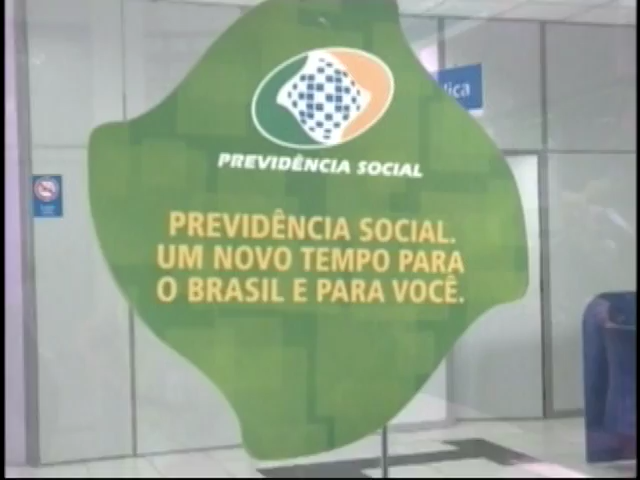 PREVIDÊNCIA SOCIAL
PREVIDÊNCIA SOCIAL.
UM NOVO TEMPO PARA
O BRASIL E PARA VOCÊ.